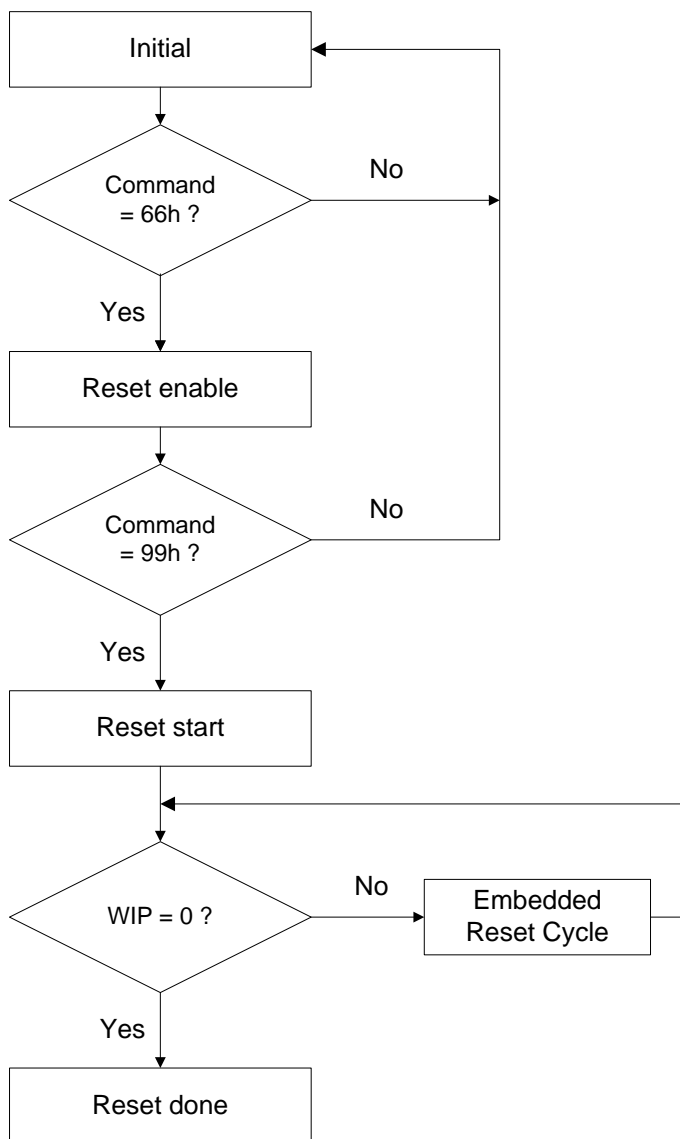 Initial
Command
= 66h ?
No
Yes
Reset enable
Command
= 99h ?
No
Yes
Reset start
WIP = 0 ?
No
Embedded
Reset Cycle
Yes
Reset done